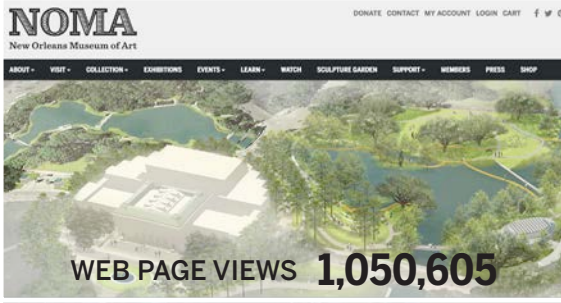 NOMA
New Orleans Museum of Art
DONATE CONTACT MY ACCOUNT LOGIN CART
ABOUT VISIT COLLECTION EXHIBITIONS EVENTS LEARN WATCH SCULPTURE GARDEN SUPPORT MEMBERS PRESS SHOP
WEB PAGE VIEWS 1,050,605